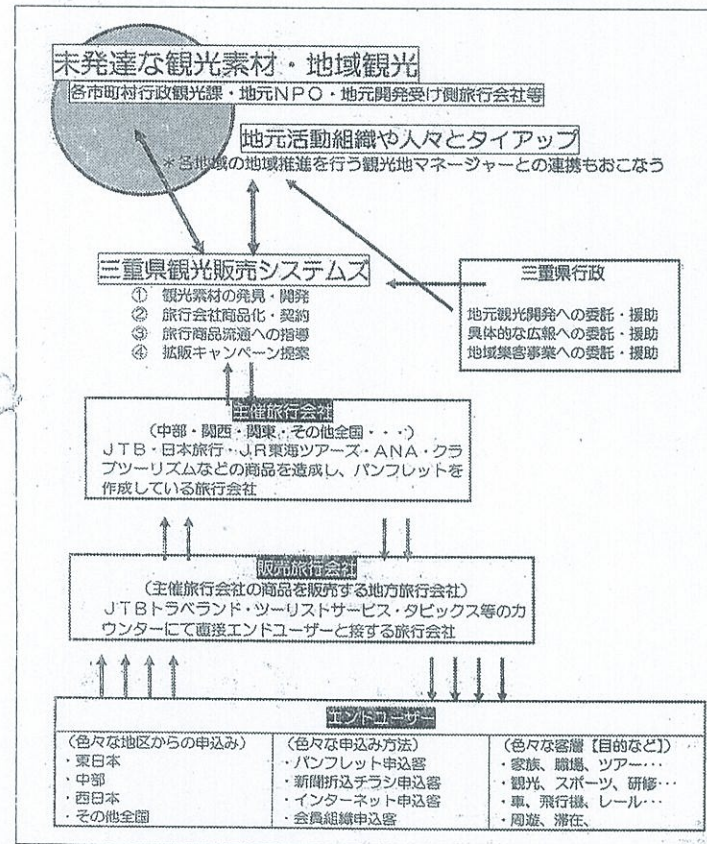 未発達な観光素材・地域観光
各市町村行政観光課・地元NPO・地元開発受け側旅行会社等
地元活動組織や人々とタイアップ
＊各地域の地域推進を行う観光地マネージャーとの連携もおこなう
三重県観光販売システムズ
① 観光素材の発見・開発
② 旅行会社商品化・契約
③ 旅行商品流通への指導
④ 拡販キャンペーン提案
三重県行政
地元観光開発への委託・援助
具体的な広報への委託・援助
地域集客事業への委託・援助
主催旅行会社
（中部・関西・関東・その他全国・・・）
JTB・日本旅行・JR東海ツアーズ・ANA・クラ
ブツーリズムなどの商品を造成し、パンフレットを
作成している旅行会社
販売旅行会社
（主催旅行会社の商品を販売する地方旅行会社）
JTBトラベランド・ツーリストサービス・タビックス等のカ
ウンターにて直接エンドユーザーと接する旅行会社
エンドユーザー
（色々な地区からの申込み）
・東日本
・中部
・西日本
・その他全国
（色々な申込み方法）
・パンフレット申込客
・新聞折込チラシ申込客
・インターネット申込客
・会員組織申込客
（色々な客層【目的など】）
・家族、職場、ツアー…
・観光、スポーツ、研修…
・車、飛行機、レール…
・周遊、滞在、